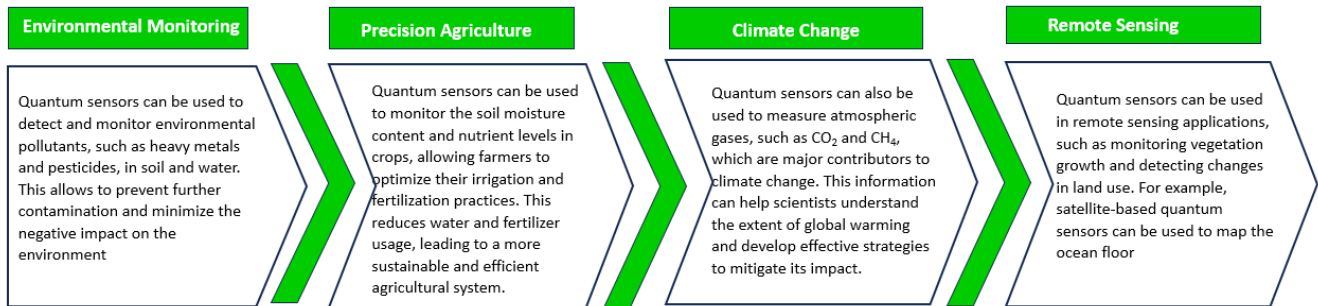 Environmental Monitoring
Quantum sensors can be used to
detect and monitor environmental
pollutants, such as heavy metals
and pesticides, in soil and water.
This allows to prevent further
contamination and minimize the
negative impact on the
environment
Precision Agriculture
Quantum sensors can be used
to monitor the soil moisture
content and nutrient levels in
crops, allowing farmers to
optimize their irrigation and
fertilization practices. This
reduces water and fertilizer
usage, leading to a more
sustainable and efficient
agricultural system.
Climate Change
Quantum sensors can also be
used to measure atmospheric
gases, such as CO₂ and CH₄,
which are major contributors to
climate change. This information
can help scientists understand
the extent of global warming
and develop effective strategies
to mitigate its impact.
Remote Sensing
Quantum sensors can be used
in remote sensing applications,
such as monitoring vegetation
growth and detecting changes
in land use. For example,
satellite-based quantum
sensors can be used to map the
ocean floor